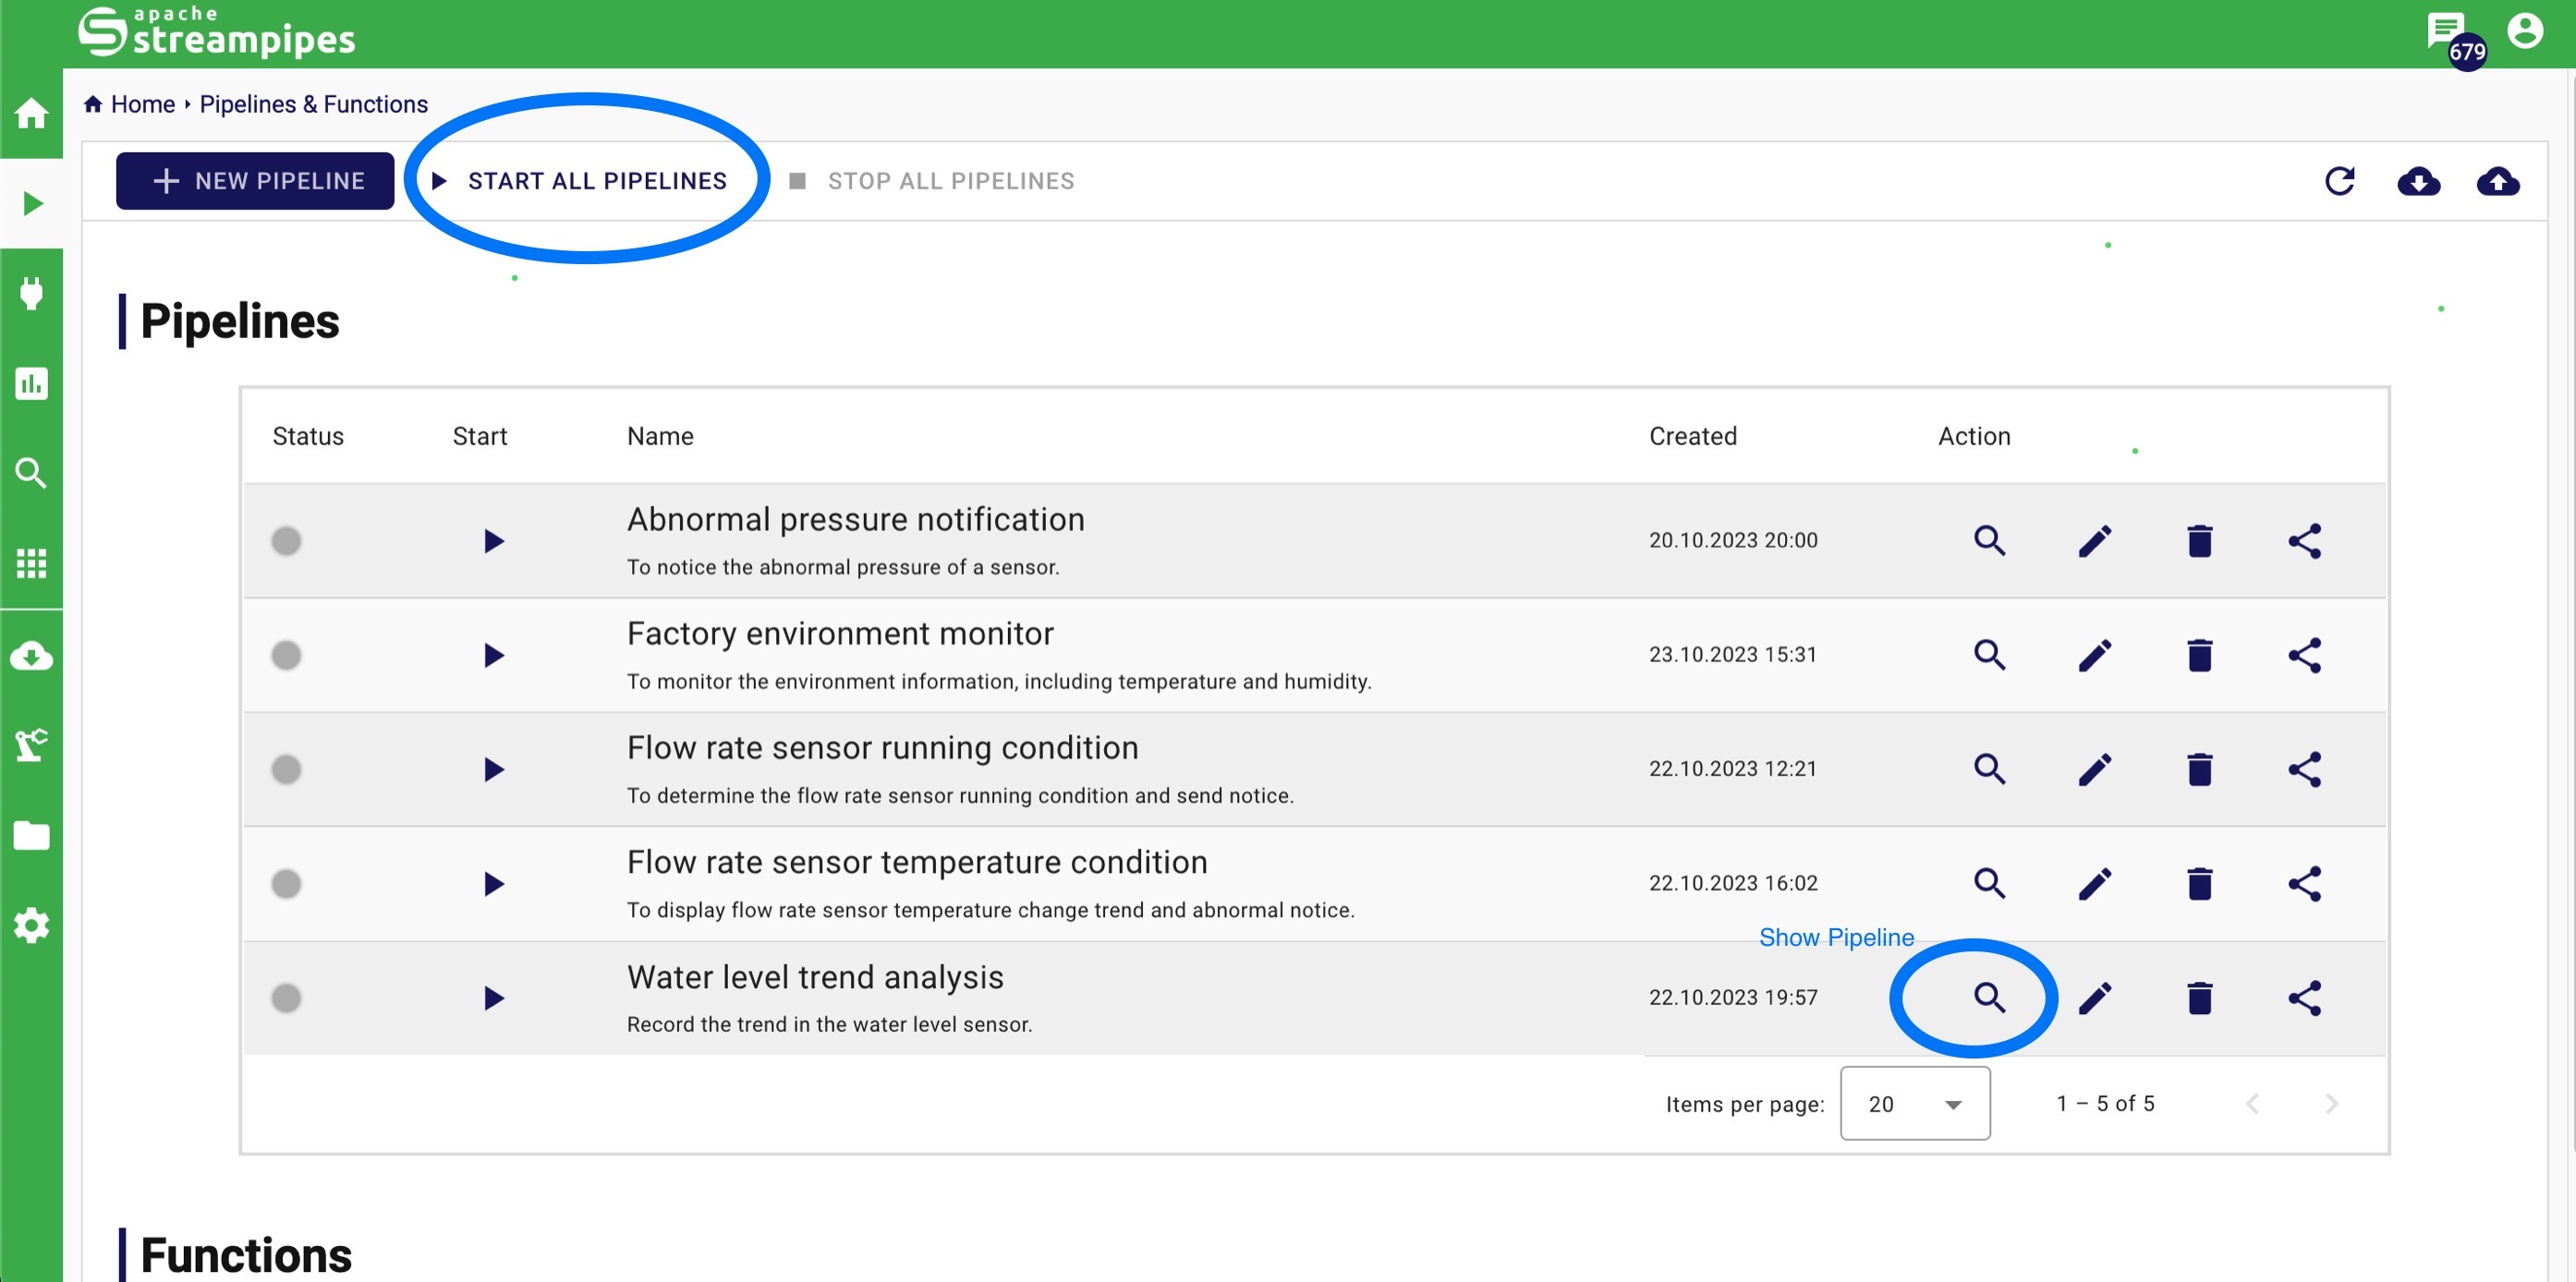 apache
streampipes
679
Home Pipelines & Functions
NEW PIPELINE START ALL PIPELINES STOP ALL PIPELINES
Pipelines
Status Start Name Created Action
Abnormal pressure notification
To notice the abnormal pressure of a sensor.
20.10.2023 20:00
Factory environment monitor
To monitor the environment information, including temperature and humidity.
23.10.2023 15:31
Flow rate sensor running condition
To determine the flow rate sensor running condition and send notice.
22.10.2023 12:21
Flow rate sensor temperature condition
To display flow rate sensor temperature change trend and abnormal notice.
22.10.2023 16:02
Show Pipeline
Water level trend analysis
Record the trend in the water level sensor.
22.10.2023 19:57
Items per page: 20 1 – 5 of 5
Functions